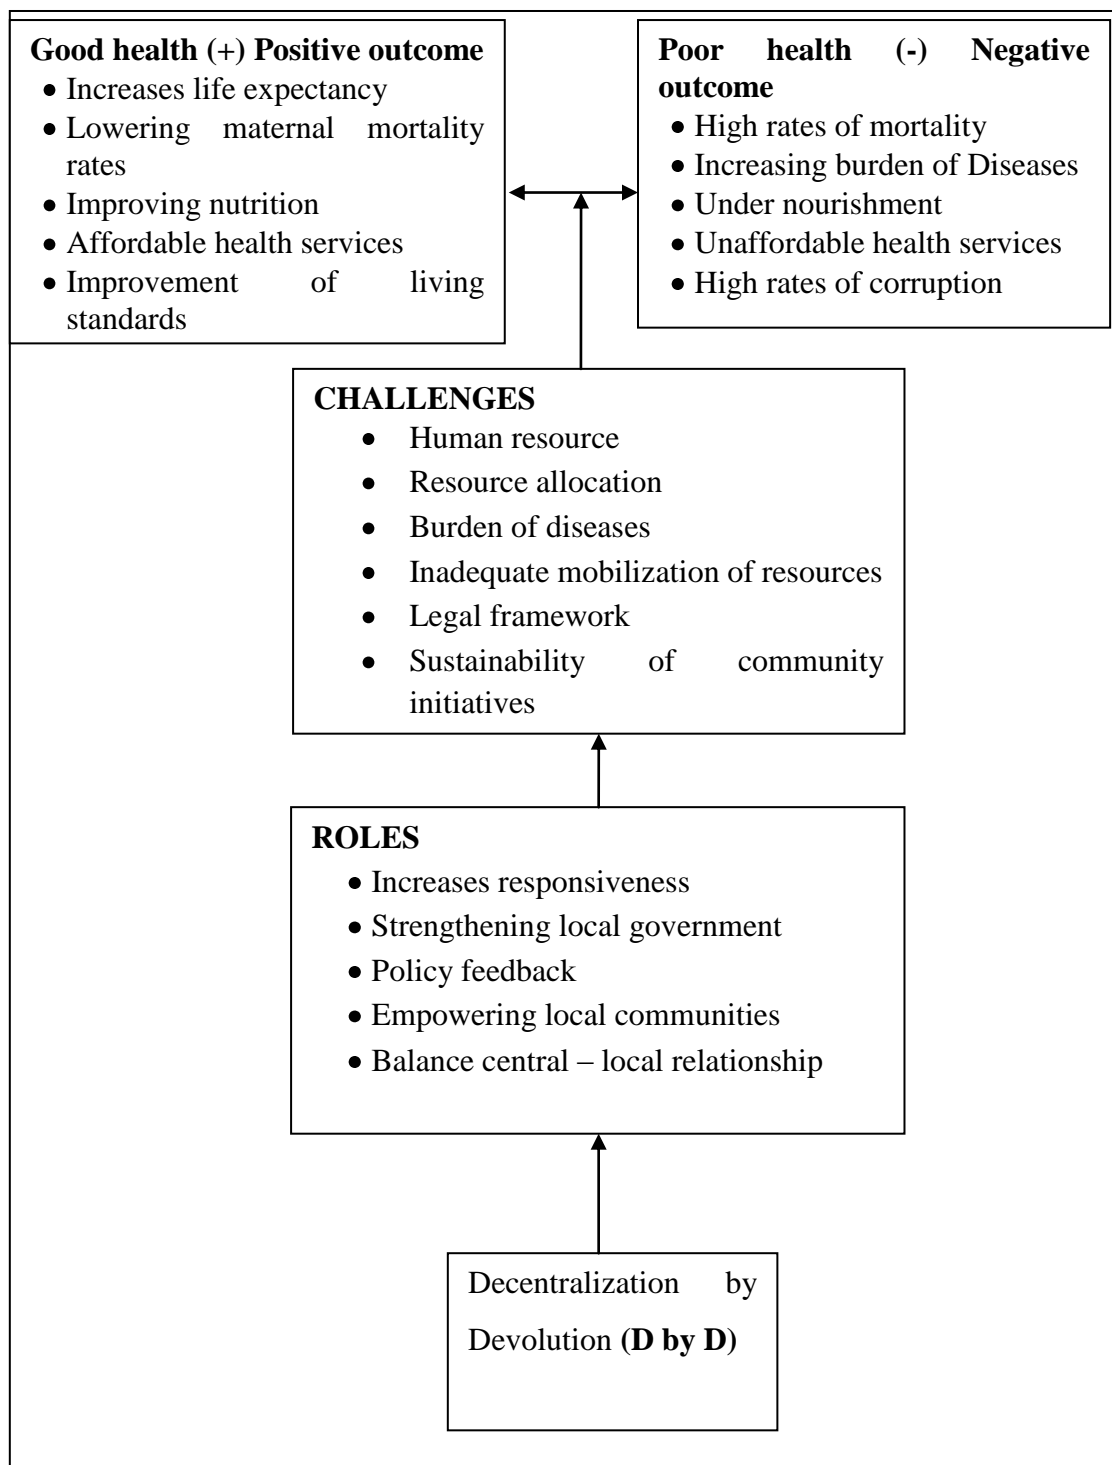 Good health (+) Positive outcome
• Increases life expectancy
• Lowering maternal mortality
rates
• Improving nutrition
• Affordable health services
• Improvement of living
standards
Poor health (-) Negative
outcome
• High rates of mortality
• Increasing burden of Diseases
• Under nourishment
• Unaffordable health services
• High rates of corruption
CHALLENGES
• Human resource
• Resource allocation
• Burden of diseases
• Inadequate mobilization of resources
• Legal framework
• Sustainability of community
initiatives
ROLES
• Increases responsiveness
• Strengthening local government
• Policy feedback
• Empowering local communities
• Balance central – local relationship
Decentralization by
Devolution (D by D)